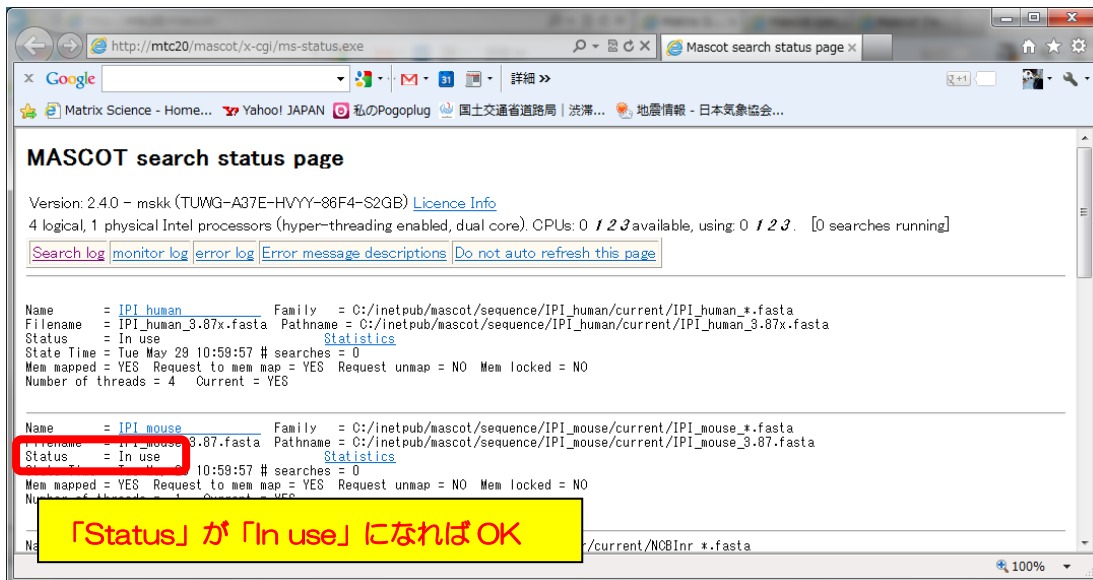 http://mtc20/mascot/x-cgi/ms-status.exe
Mascot search status page
Google
詳細 »
Matrix Science - Home... Yahoo! JAPAN 私のPogoplug 国土交通省道路局 | 渋滞... 地震情報 - 日本気象協会...
MASCOT search status page
Version: 2.4.0 - mskk (TUWG-A37E-HVYY-86F4-S2GB) Licence Info
4 logical, 1 physical Intel processors (hyper-threading enabled, dual core). CPUs: 0 1 2 3 available, using: 0 1 2 3 . [0 searches running]
Search log monitor log error log Error message descriptions Do not auto refresh this page
Name = IPI_human Family = C:/inetpub/mascot/sequence/IPI_human/current/IPI_human_*.fasta
Filename = IPI_human_3.87x.fasta Pathname = C:/inetpub/mascot/sequence/IPI_human/current/IPI_human_3.87x.fasta
Status = In use Statistics
State Time = Tue May 29 10:59:57 # searches = 0
Mem mapped = YES Request to mem map = YES Request unmap = NO Mem locked = NO
Number of threads = 4 Current = YES
Name = IPI_mouse Family = C:/inetpub/mascot/sequence/IPI_mouse/current/IPI_mouse_*.fasta
Filename = IPI_mouse_3.87.fasta Pathname = C:/inetpub/mascot/sequence/IPI_mouse/current/IPI_mouse_3.87.fasta
Status = In use Statistics
State Time = Tue May 29 10:59:57 # searches = 0
Mem mapped = YES Request to mem map = YES Request unmap = NO Mem locked = NO
「Status」が「In use」になれば OK
/current/NCBInr_*.fasta
100%